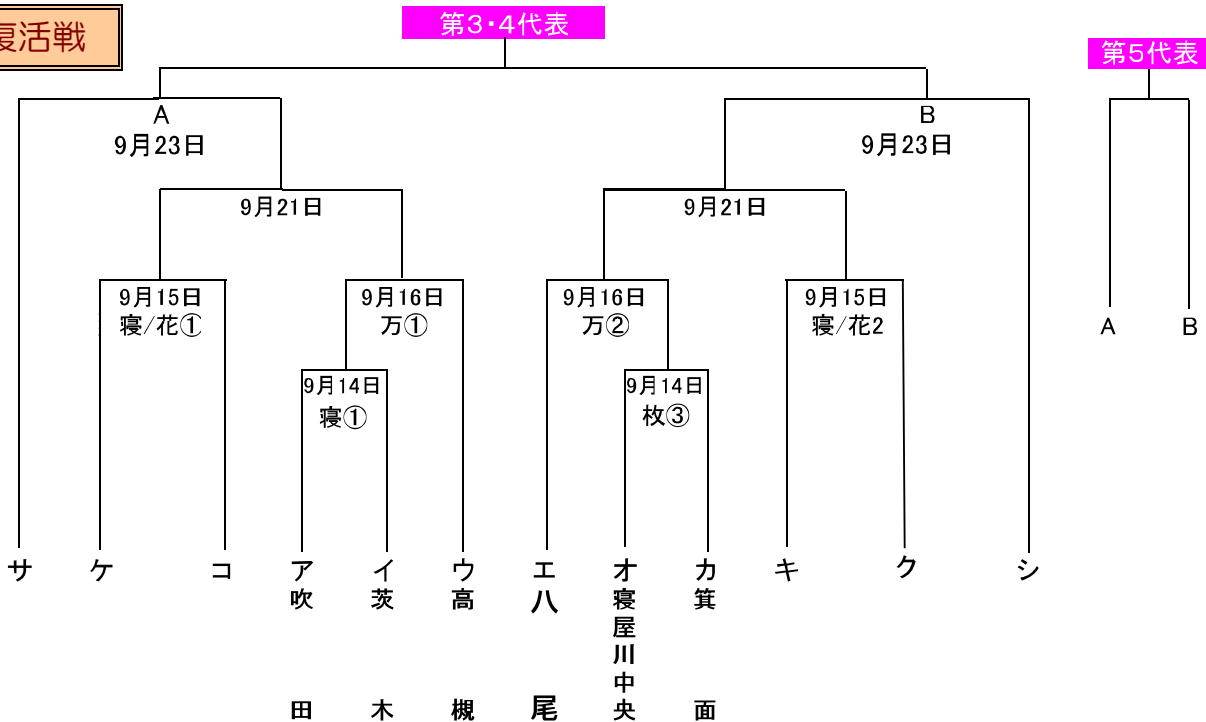 復活戦
第3・4代表
第5代表
A
9月23日
B
9月23日
9月21日
9月21日
9月15日
寝/花①
9月16日
万①
9月16日
万②
9月15日
寝/花2
A
B
9月14日
寝①
9月14日
枚③
サ
ケ
コ
ア吹田
イ茨木
ウ高槻
エ八尾
オ寝屋川中央
カ箕面
キ
ク
シ